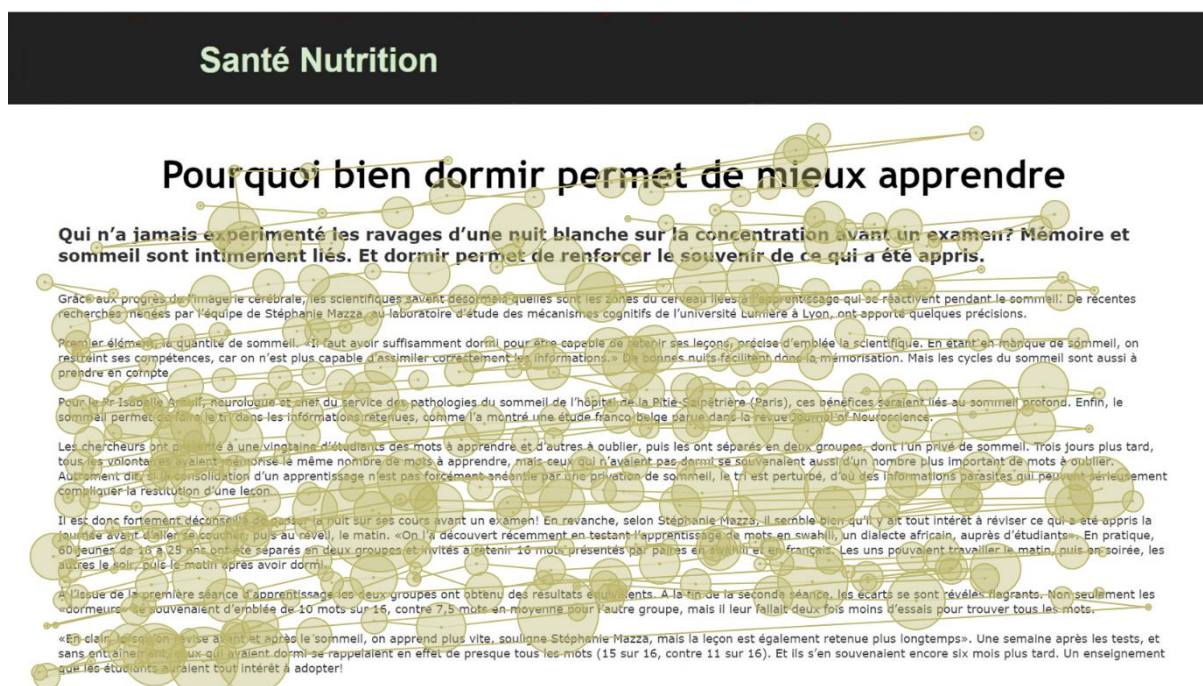 Santé Nutrition
Pourquoi bien dormir permet de mieux apprendre
Qui n’a jamais expérimenté les ravages d’une nuit blanche sur la concentration avant un examen? Mémoire et
sommeil sont intimement liés. Et dormir permet de renforcer le souvenir de ce qui a été appris.
Grâce aux progrès de l’imagerie cérébrale, les scientifiques savent désormais quelles sont les zones du cerveau liées à l’apprentissage qui se réactivent pendant le sommeil. De récentes
recherches menées par l’équipe de Stéphanie Mazza, au laboratoire d’étude des mécanismes cognitifs de l’université Lumière à Lyon, ont apporté quelques précisions.
Premier élément, la quantité de sommeil. «Il faut avoir suffisamment dormi pour être capable de retenir ses leçons, précise d’emblée la scientifique. En étant en manque de sommeil, on
restreint ses compétences, car on n’est plus capable d’assimiler correctement les informations.» De bonnes nuits facilitent donc la mémorisation. Mais les cycles du sommeil sont aussi à
prendre en compte.
Pour le Pr Isabelle Arnulf, neurologue et chef du service des pathologies du sommeil de l’hôpital de la Pitié-Salpêtrière (Paris), ces bénéfices seraient liés au sommeil profond. Enfin, le
sommeil permet de faire le tri dans les informations retenues, comme l’a montré une étude franco-belge parue dans la revue Journal of Neuroscience.
Les chercheurs ont présenté à une vingtaine d’étudiants des mots à apprendre et d’autres à oublier, puis les ont séparés en deux groupes, dont l’un privé de sommeil. Trois jours plus tard,
tous les volontaires avaient mémorisé le même nombre de mots à apprendre, mais ceux qui n’avaient pas dormi se souvenaient aussi d’un nombre plus important de mots à oublier.
Autrement dit, si la consolidation d’un apprentissage n’est pas forcément anéantie par une privation de sommeil, le tri est perturbé, d’où des informations parasites qui peuvent sérieusement
compliquer la restitution d’une leçon.
Il est donc fortement déconseillé de passer la nuit sur ses cours avant un examen! En revanche, selon Stéphanie Mazza, il semble bien qu’il y ait tout intérêt à réviser ce qui a été appris la
journée avant d’aller se coucher, puis au réveil, le matin. «On l’a découvert récemment en testant l’apprentissage de mots en swahili, un dialecte africain, auprès d’étudiants». En pratique,
60 jeunes de 18 à 25 ans ont été séparés en deux groupes et invités à retenir 16 mots présentés par paires en swahili et en français. Les uns pouvaient travailler le matin, puis en soirée, les
autres le soir, puis le matin après avoir dormi.
À l’issue de la première séance d’apprentissage les deux groupes ont obtenu des résultats équivalents. À la fin de la seconde séance, les écarts se sont révélés flagrants. Non seulement les
«dormeurs» se souvenaient d’emblée de 10 mots sur 16, contre 7,5 mots en moyenne pour l’autre groupe, mais il leur fallait deux fois moins d’essais pour trouver tous les mots.
«En clair, lorsqu’on révise avant et après le sommeil, on apprend plus vite, souligne Stéphanie Mazza, mais la leçon est également retenue plus longtemps». Une semaine après les tests, et
sans entraînement, ceux qui avaient dormi se rappelaient en effet de presque tous les mots (15 sur 16, contre 11 sur 16). Et ils s’en souvenaient encore six mois plus tard. Un enseignement
que les étudiants auraient tout intérêt à adopter!